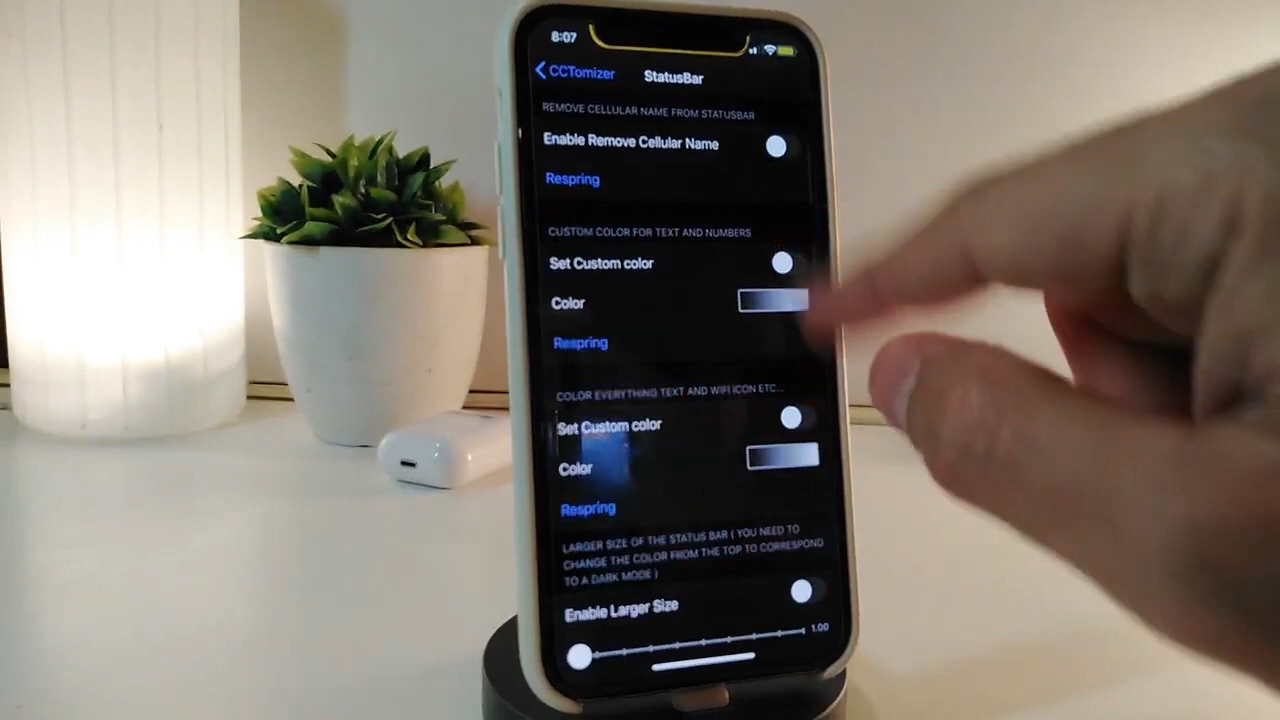 8:07
CCTomizer
StatusBar
REMOVE CELLULAR NAME FROM STATUSBAR
Enable Remove Cellular Name
Respring
CUSTOM COLOR FOR TEXT AND NUMBERS
Set Custom color
Color
Respring
COLOR EVERYTHING TEXT AND WIFI ICON ETC...
Set Custom color
Color
Respring
LARGER SIZE OF THE STATUS BAR ( YOU NEED TO
CHANGE THE COLOR FROM THE TOP TO CORRESPOND
TO A DARK MODE )
Enable Larger Size
1.00